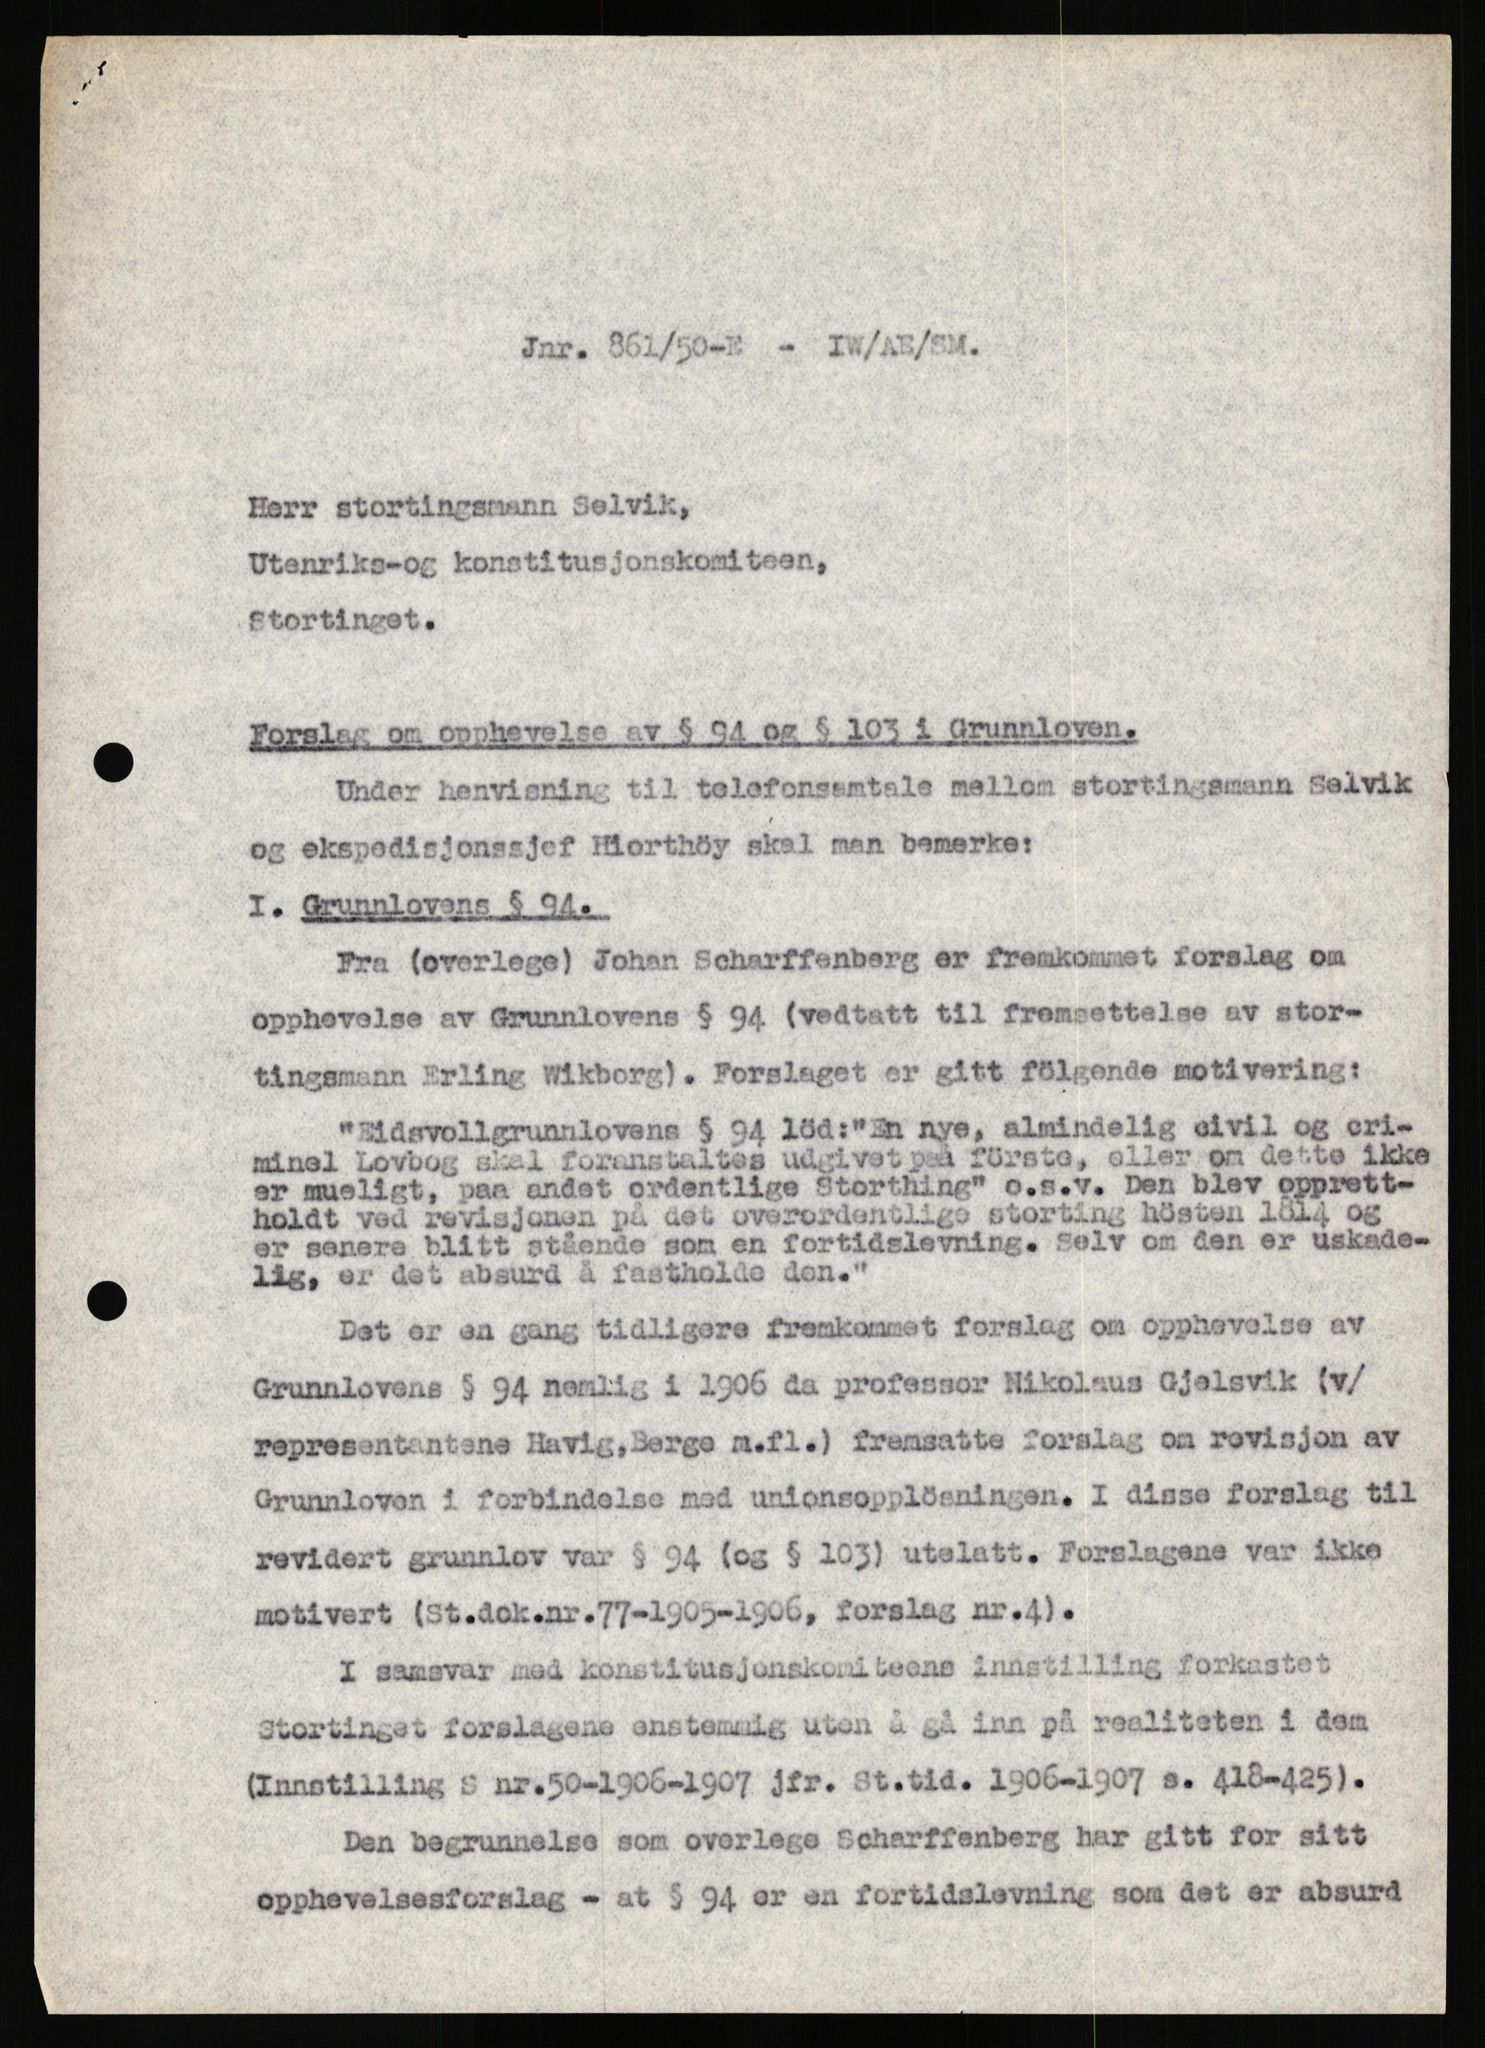 Jnr. 861/50-E - IW/AE/SM.
Herr stortingsmann Selvik,
Utenriks-og konstitusjonskomiteen,
Stortinget.
Forslag om opphevelse av § 94 og § 103 i Grunnloven.
Under henvisning til telefonsamtale mellom stortingsmann Selvik
og ekspedisjonssjef Hiorthöy skal man bemerke:
I. Grunnlovens § 94.
Fra (overlege) Johan Scharffenberg er fremkommet forslag om
opphevelse av Grunnlovens § 94 (vedtatt til fremsettelse av stor-
tingsmann Erling Wikborg). Forslaget er gitt fölgende motivering:
"Eidsvollgrunnlovens § 94 löd:"En nye, almindelig civil og cri-
minel Lovbog skal foranstaltes udgivet paa förste, eller om dette ikke
er mueligt, paa andet ordentlige Storthing" o.s.v. Den blev opprett-
holdt ved revisjonen på det overordentlige storting hösten 1814 og
er senere blitt stående som en fortidslevning. Selv om den er uskade-
lig, er det absurd å fastholde den."
Det er en gang tidligere fremkommet forslag om opphevelse av
Grunnlovens § 94 nemlig i 1906 da professor Nikolaus Gjelsvik (v/
representantene Havig,Berge m.fl.) fremsatte forslag om revisjon av
Grunnloven i forbindelse med unionsopplösningen. I disse forslag til
revidert grunnlov var § 94 (og § 103) utelatt. Forslagene var ikke
motivert (St.dok.nr.77-1905-1906, forslag nr.4).
I samsvar med konstitusjonskomiteens innstilling forkastet
Stortinget forslagene enstemmig uten å gå inn på realiteten i dem
(Innstilling S nr.50-1906-1907 jfr. St.tid. 1906-1907 s. 418-425).
Den begrunnelse som overlege Scharffenberg har gitt for sitt
opphevelsesforslag - at § 94 er en fortidslevning som det er absurd